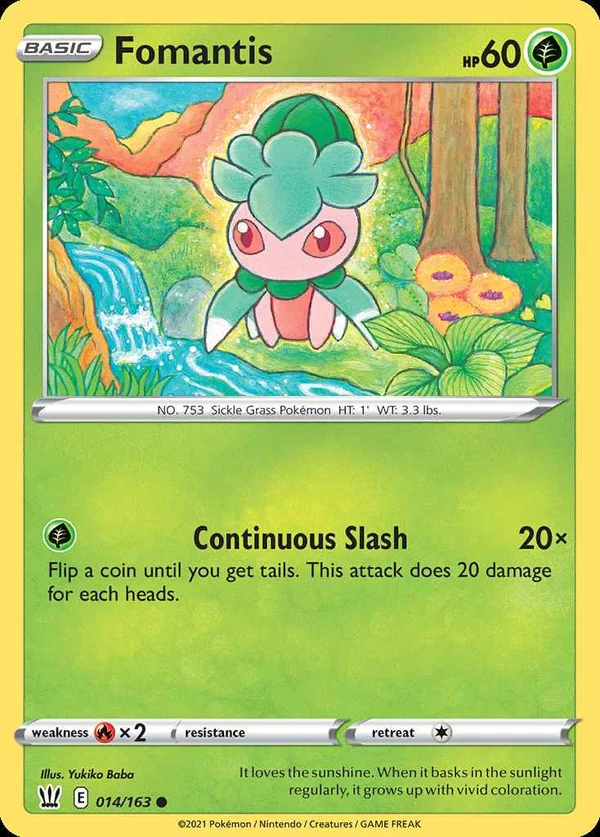 BASIC Fomantis HP60
NO. 753 Sickle Grass Pokémon HT: 1' WT: 3.3 lbs.
Continuous Slash 20×
Flip a coin until you get tails. This attack does 20 damage
for each heads.
weakness ×2 resistance retreat
Illus. Yukiko Baba
E 014/163
It loves the sunshine. When it basks in the sunlight
regularly, it grows up with vivid coloration.
©2021 Pokémon / Nintendo / Creatures / GAME FREAK